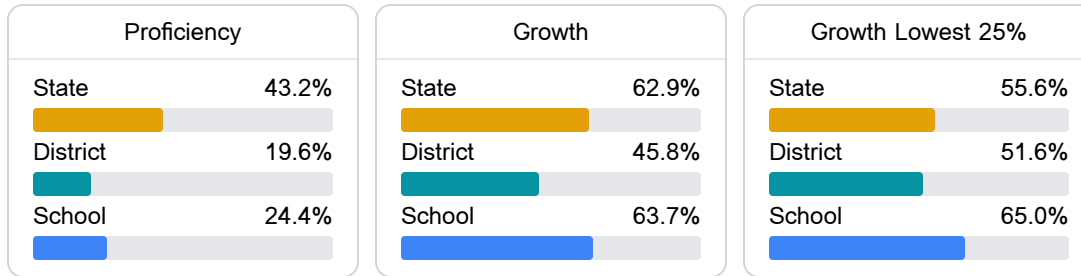 Proficiency
State 43.2%
District 19.6%
School 24.4%
Growth
State 62.9%
District 45.8%
School 63.7%
Growth Lowest 25%
State 55.6%
District 51.6%
School 65.0%